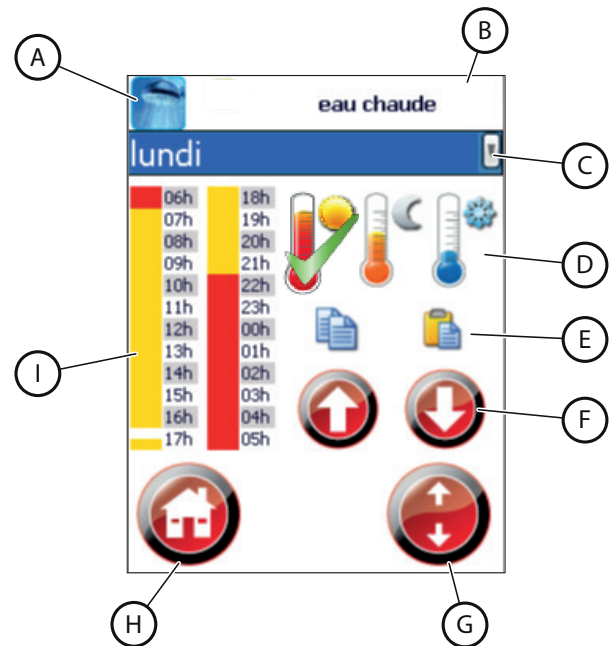 A
B
eau chaude
lundi
C
06h 18h
07h 19h
08h 20h
09h 21h
D
10h 22h
11h 23h
12h 00h
E
13h 01h
I
14h 02h
15h 03h
16h 04h
F
17h 05h
H
G